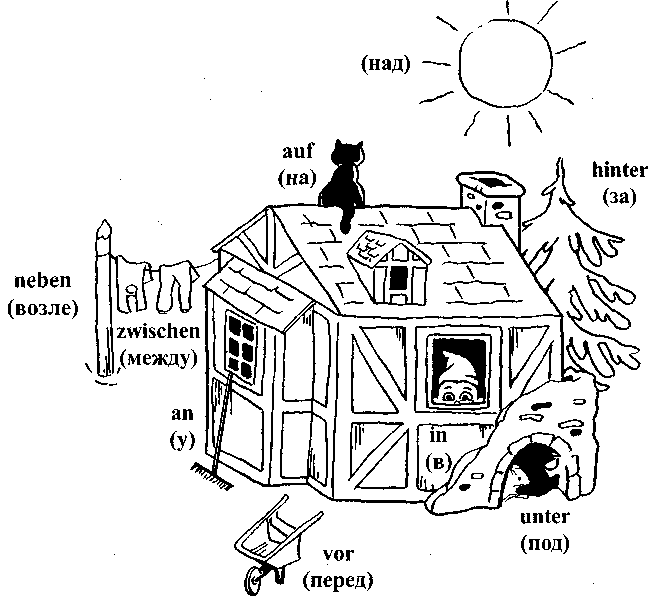 (над)
auf
(на)
hinter
(за)
neben
(возле)
zwischen
(между)
an
(у)
in
(в)
unter
(под)
vor
(перед)